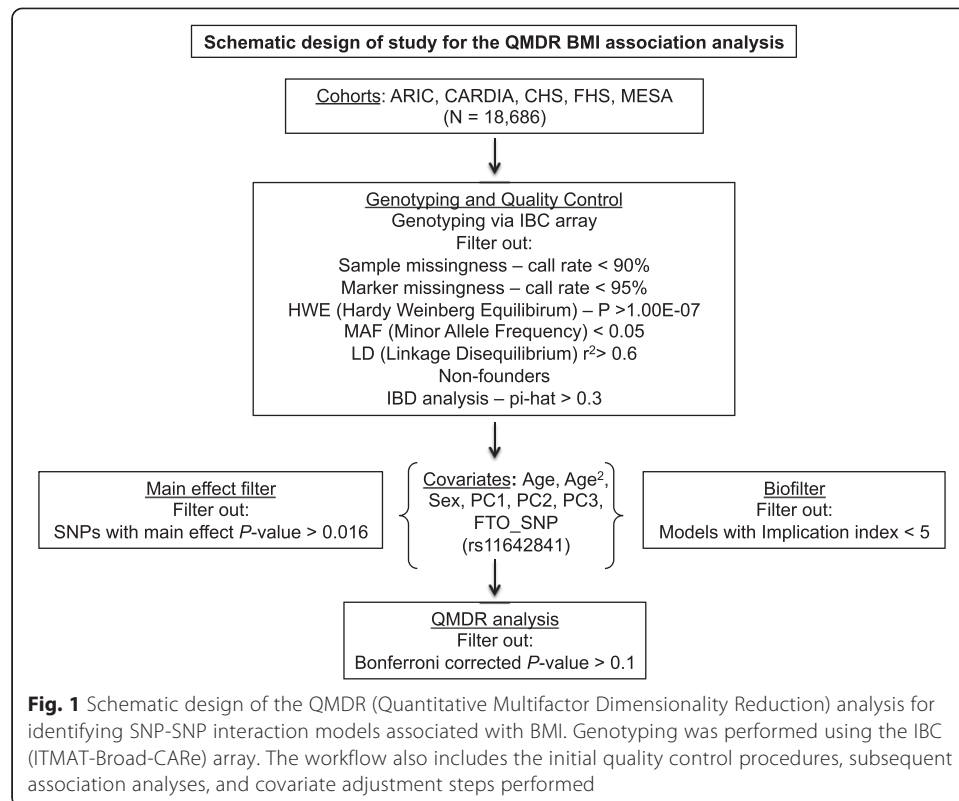 Schematic design of study for the QMDR BMI association analysis
Cohorts: ARIC, CARDIA, CHS, FHS, MESA
(N = 18,686)
Genotyping and Quality Control
Genotyping via IBC array
Filter out:
Sample missingness – call rate < 90%
Marker missingness – call rate < 95%
HWE (Hardy Weinberg Equilibirum) – P >1.00E-07
MAF (Minor Allele Frequency) < 0.05
LD (Linkage Disequilibrium) r²> 0.6
Non-founders
IBD analysis – pi-hat > 0.3
Main effect filter
Filter out:
SNPs with main effect P-value > 0.016
Covariates: Age, Age²,
Sex, PC1, PC2, PC3,
FTO_SNP
(rs11642841)
Biofilter
Filter out:
Models with Implication index < 5
QMDR analysis
Filter out:
Bonferroni corrected P-value > 0.1
Fig. 1 Schematic design of the QMDR (Quantitative Multifactor Dimensionality Reduction) analysis for
identifying SNP-SNP interaction models associated with BMI. Genotyping was performed using the IBC
(ITMAT-Broad-CARe) array. The workflow also includes the initial quality control procedures, subsequent
association analyses, and covariate adjustment steps performed